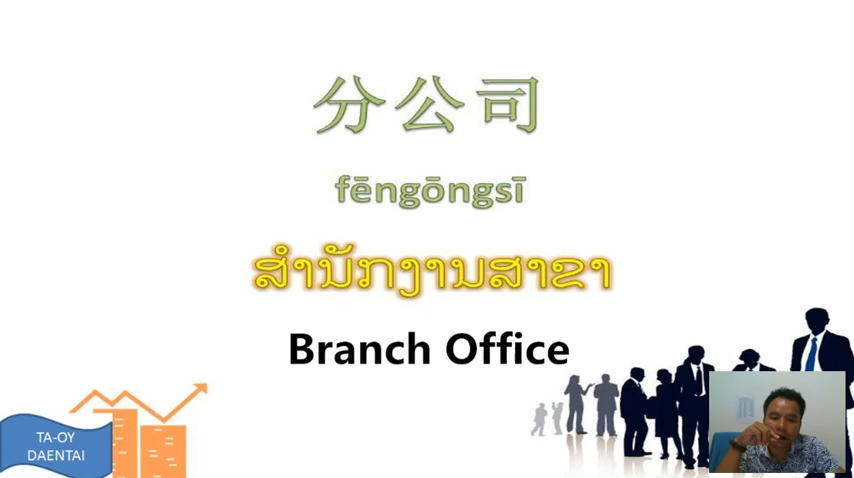 分公司
fēngōngsī
ສຳນັກງານສາຂາ
Branch Office
TA-OY
DAENTAI